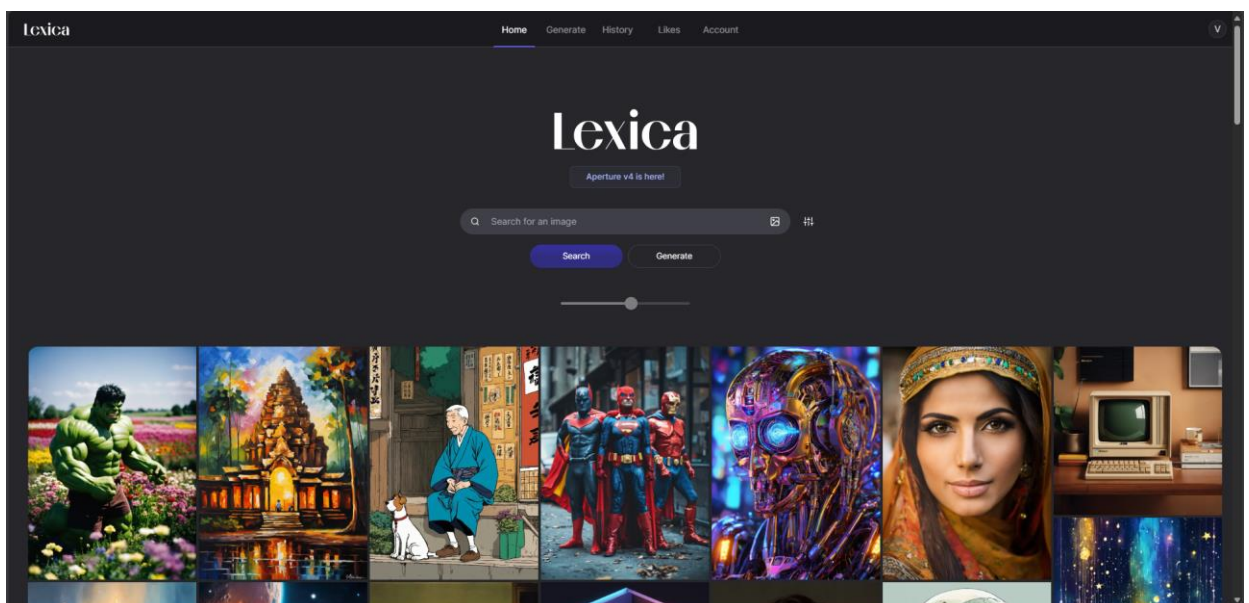 Lexica
Home Generate History Likes Account
V
Lexica
Aperture v4 is here!
Search for an image
Search Generate